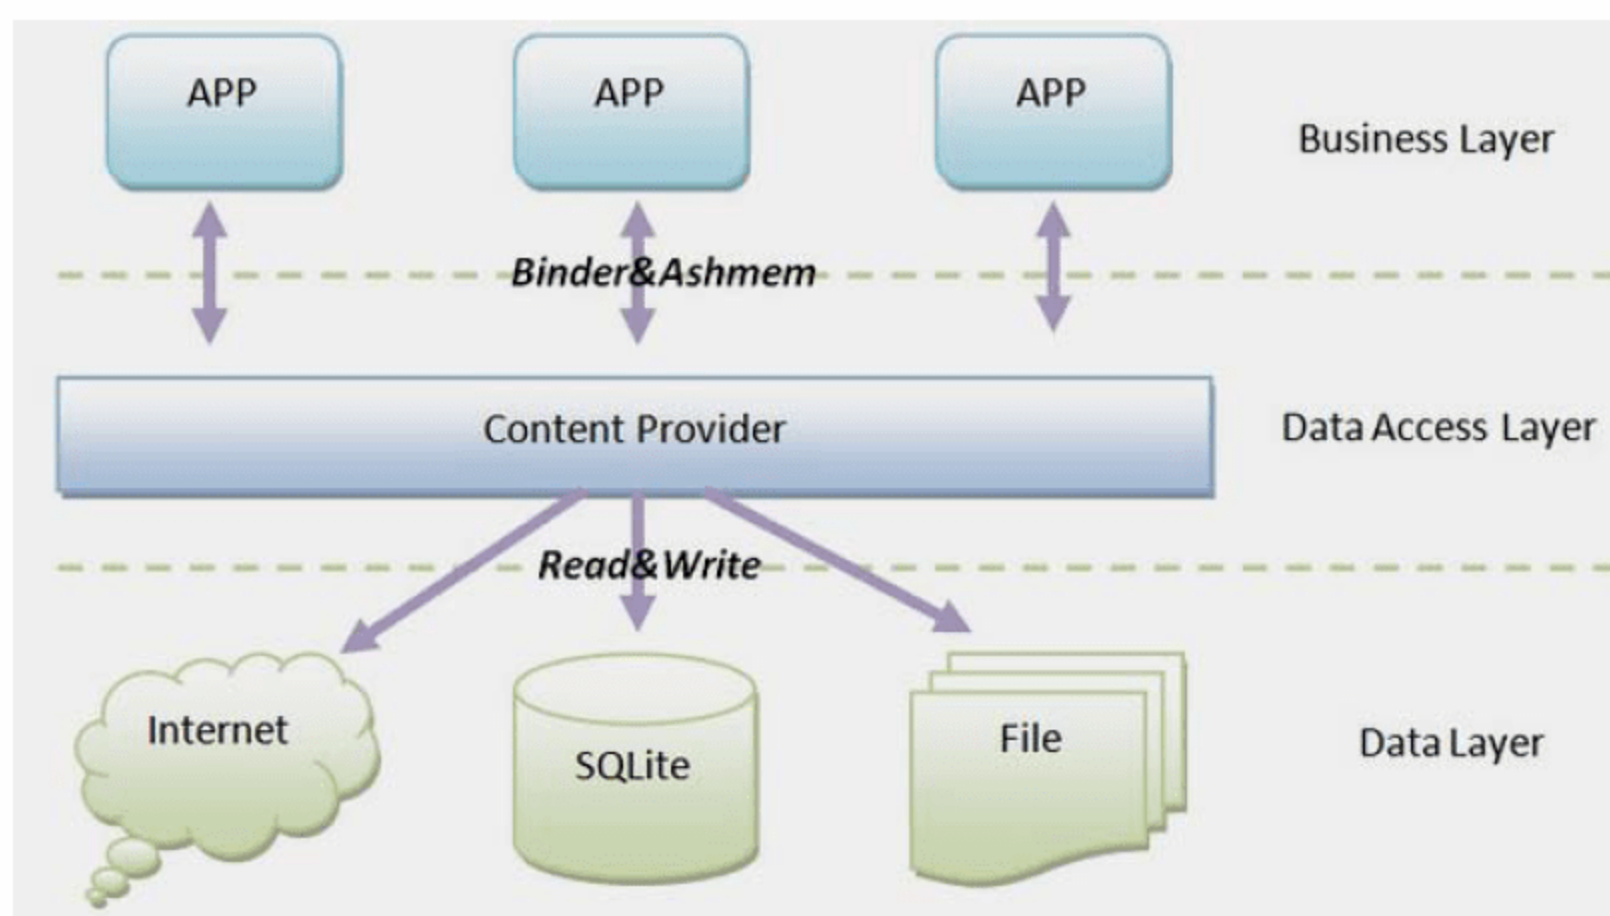 APP
APP
APP
Business Layer
Binder&Ashmem
Content Provider
Data Access Layer
Read&Write
Internet
SQLite
File
Data Layer